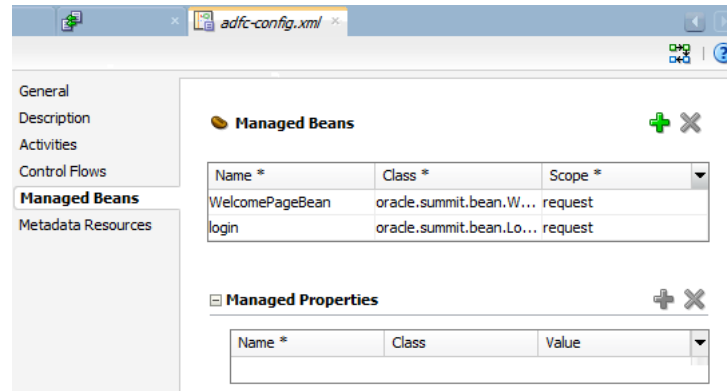 adfc-config.xml
General
Description
Activities
Control Flows
Managed Beans
Metadata Resources
Managed Beans
Name * Class * Scope *
WelcomePageBean oracle.summit.bean.W... request
login oracle.summit.bean.Lo... request
Managed Properties
Name * Class Value